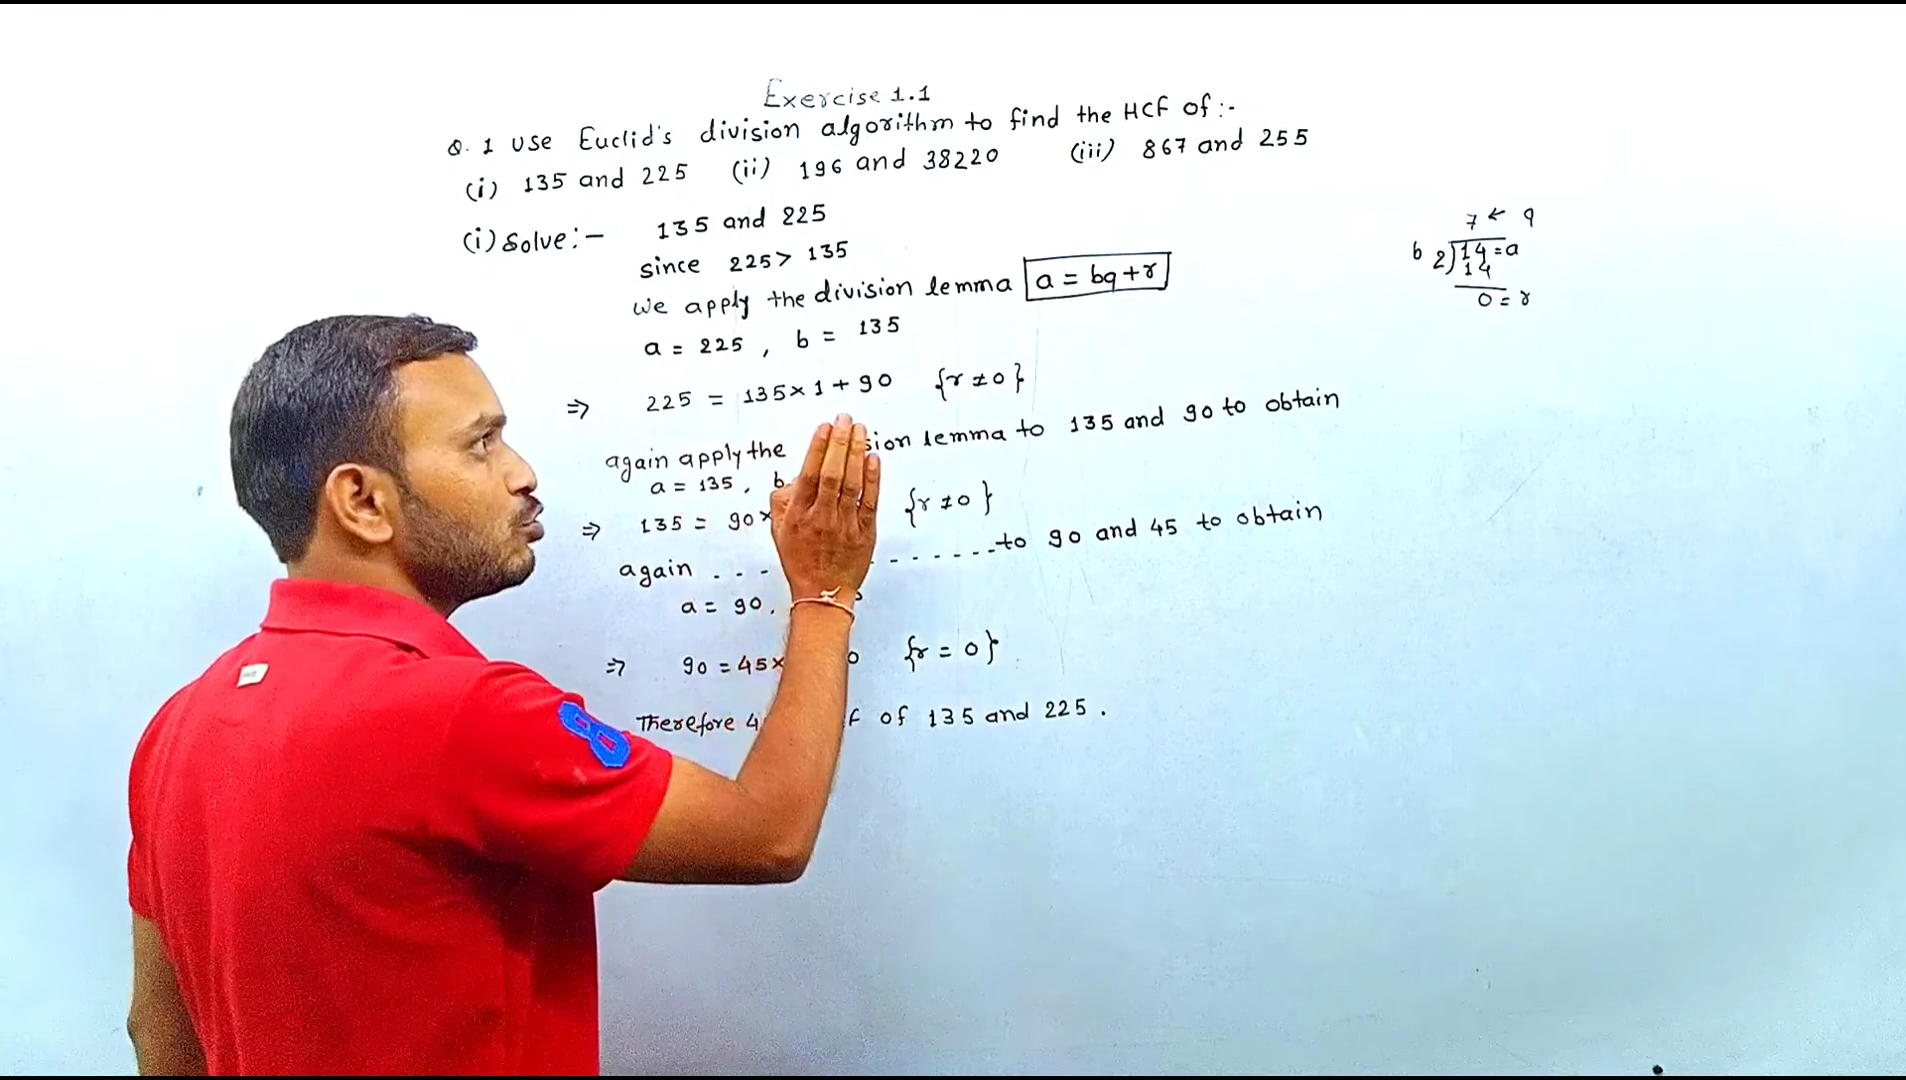 Exercise 1.1
Q. 1 Use Euclid's division algorithm to find the HCF of :-
(i) 135 and 225 (ii) 196 and 38220 (iii) 867 and 255
(i) Solve :- 135 and 225
since 225 > 135
We apply the division lemma a = bq + r
a = 225 , b = 135
⇒ 225 = 135 × 1 + 90 {r ≠ 0}
again apply the sion lemma to 135 and 90 to obtain
a = 135 , b
⇒ 135 = 90 × {r ≠ 0}
again . . - - - - - - - to 90 and 45 to obtain
a = 90 ,
⇒ 90 = 45 × 0 {r = 0}
Therefore 4 F of 135 and 225 .
7 ← q
b 2) 14 = a
14
0 = r
8